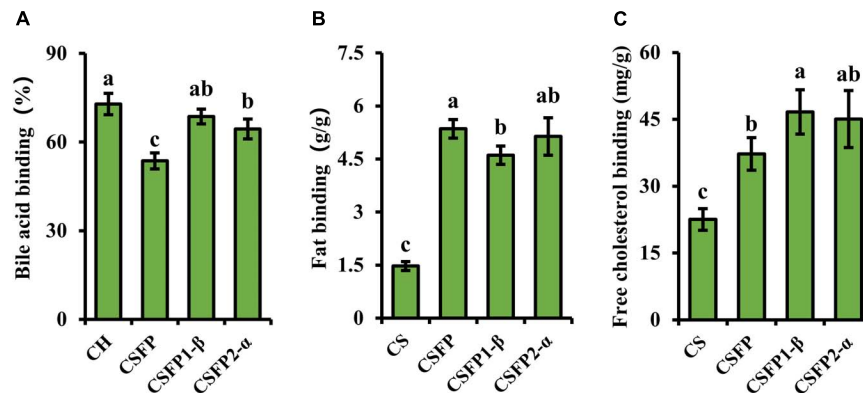 A
Bile acid binding (%)
90
60
30
0
a
c
ab
b
CH
CSFP
CSFP1-β
CSFP2-α
B
Fat binding (g/g)
7.5
6
4.5
3
1.5
0
c
a
b
ab
CS
CSFP
CSFP1-β
CSFP2-α
C
Free cholesterol binding (mg/g)
60
45
30
15
0
c
b
a
ab
CS
CSFP
CSFP1-β
CSFP2-α